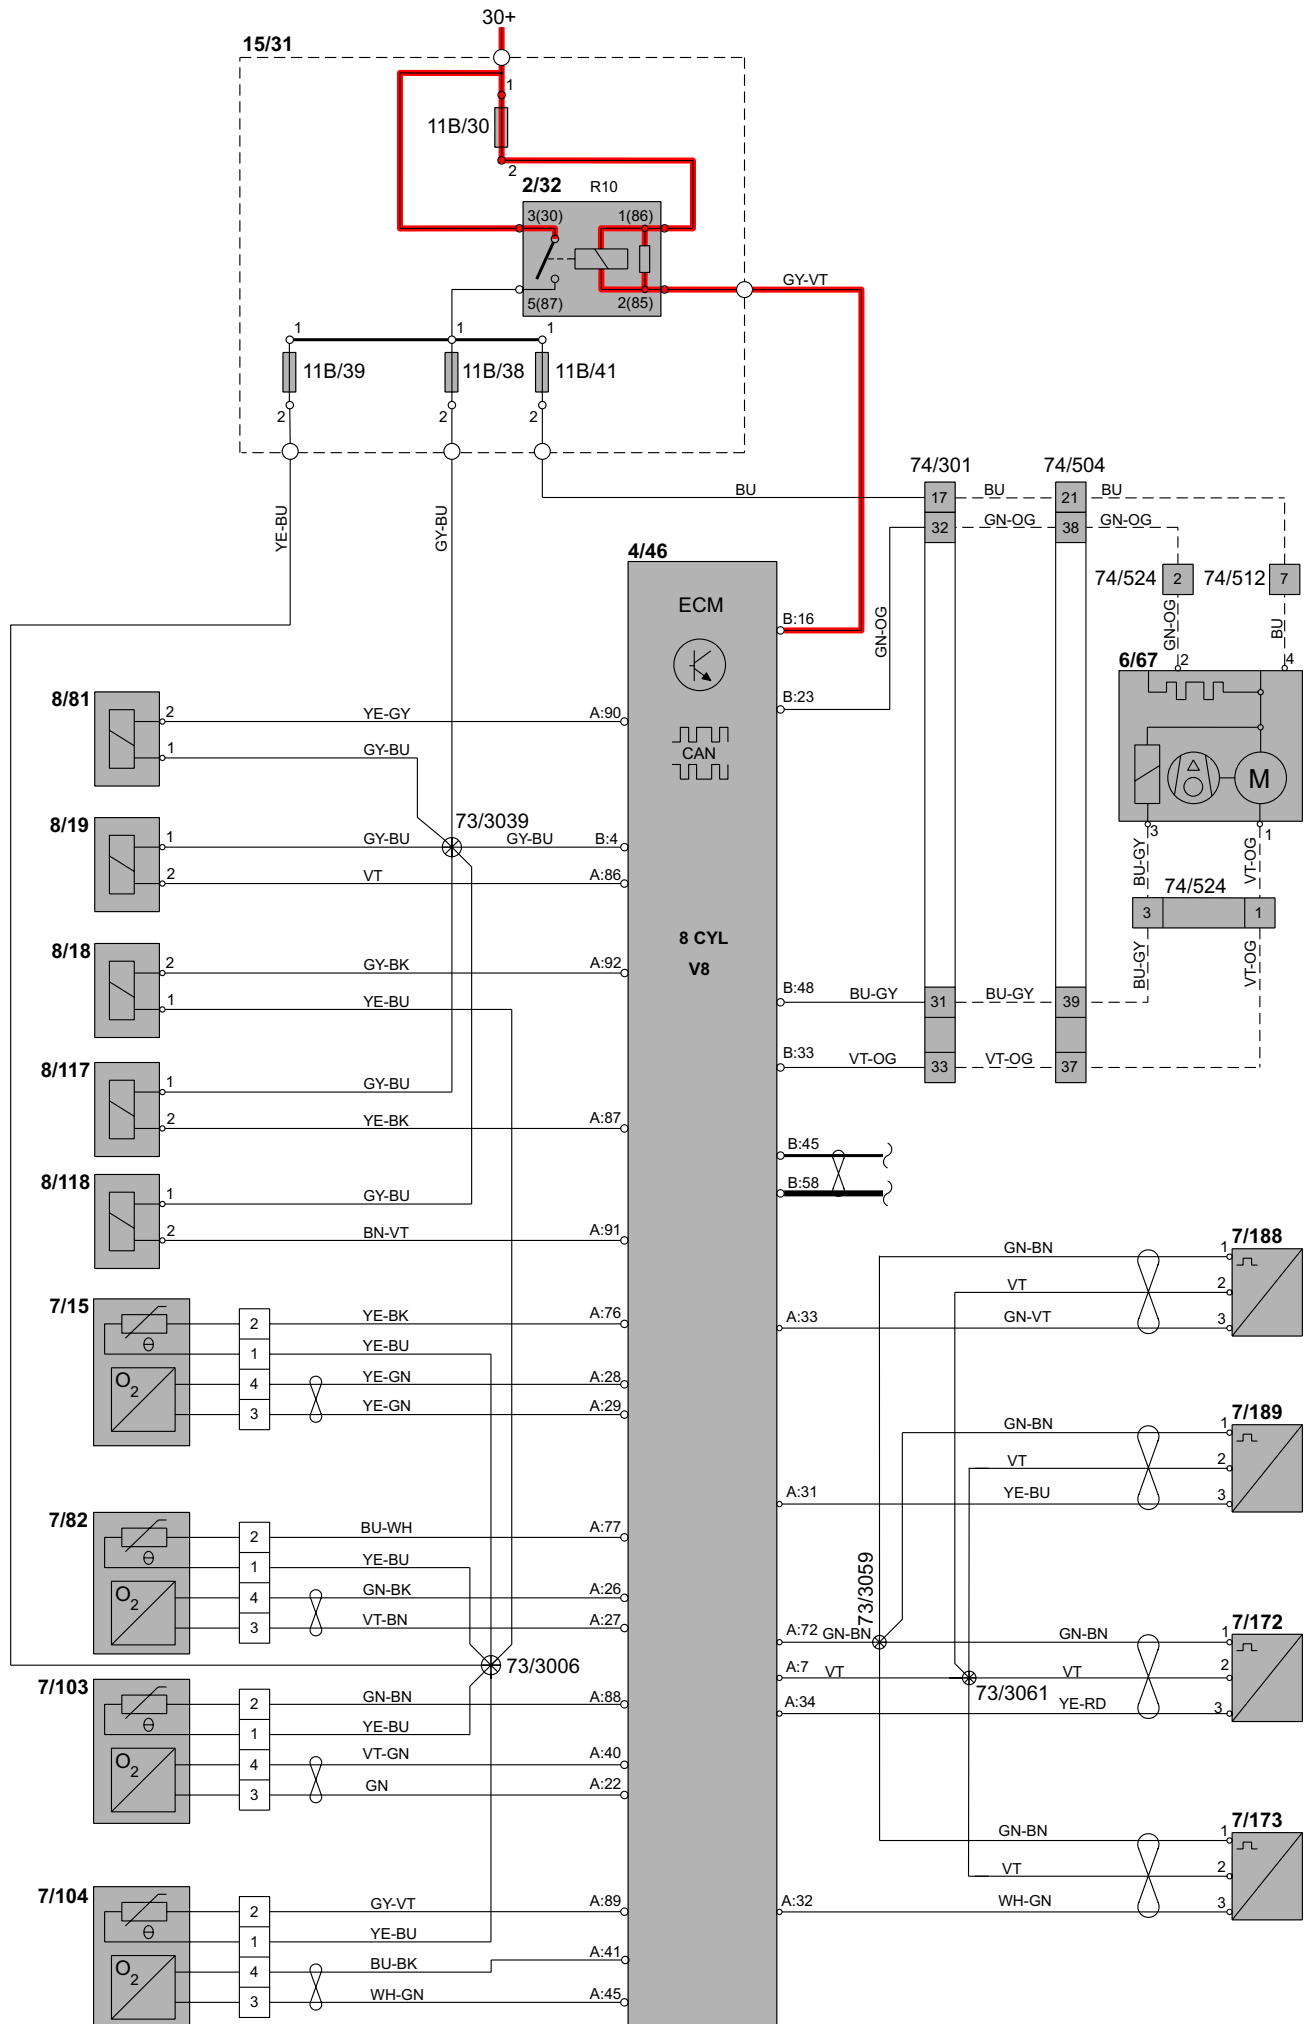 30+
15/31
1
11B/30
2
2/32 R10
3(30) 1(86)
5(87) 2(85)
GY-VT
1 1 1
11B/39 11B/38 11B/41
2 2 2
YE-BU
GY-BU
74/301 74/504
BU 17 BU 21 BU
32 GN-OG 38 GN-OG
4/46
ECM
CAN
8 CYL
V8
B:16
GN-OG
B:23
74/524 2 74/512 7
GN-OG
BU
6/67 2 4
M
3 1
BU-GY
VT-OG
74/524
3 1
BU-GY
VT-OG
B:48 BU-GY 31 BU-GY 39
B:33 VT-OG 33 VT-OG 37
B:45
B:58
8/81
2 YE-GY A:90
1 GY-BU
73/3039
8/19
1 GY-BU GY-BU B:4
2 VT A:86
8/18
2 GY-BK A:92
1 YE-BU
8/117
1 GY-BU
2 YE-BK A:87
8/118
1 GY-BU
2 BN-VT A:91
7/15
θ
O2
2 YE-BK A:76
1 YE-BU
4 YE-GN A:28
3 YE-GN A:29
7/82
θ
O2
2 BU-WH A:77
1 YE-BU
4 GN-BK A:26
3 VT-BN A:27
73/3006
7/103
θ
O2
2 GN-BN A:88
1 YE-BU
4 VT-GN A:40
3 GN A:22
7/104
θ
O2
2 GY-VT A:89
1 YE-BU
4 BU-BK A:41
3 WH-GN A:45
7/188
GN-BN 1
VT 2
A:33 GN-VT 3
7/189
GN-BN 1
VT 2
A:31 YE-BU 3
73/3059
7/172
A:72 GN-BN GN-BN 1
A:7 VT VT 2
73/3061
A:34 YE-RD 3
7/173
GN-BN 1
VT 2
A:32 WH-GN 3